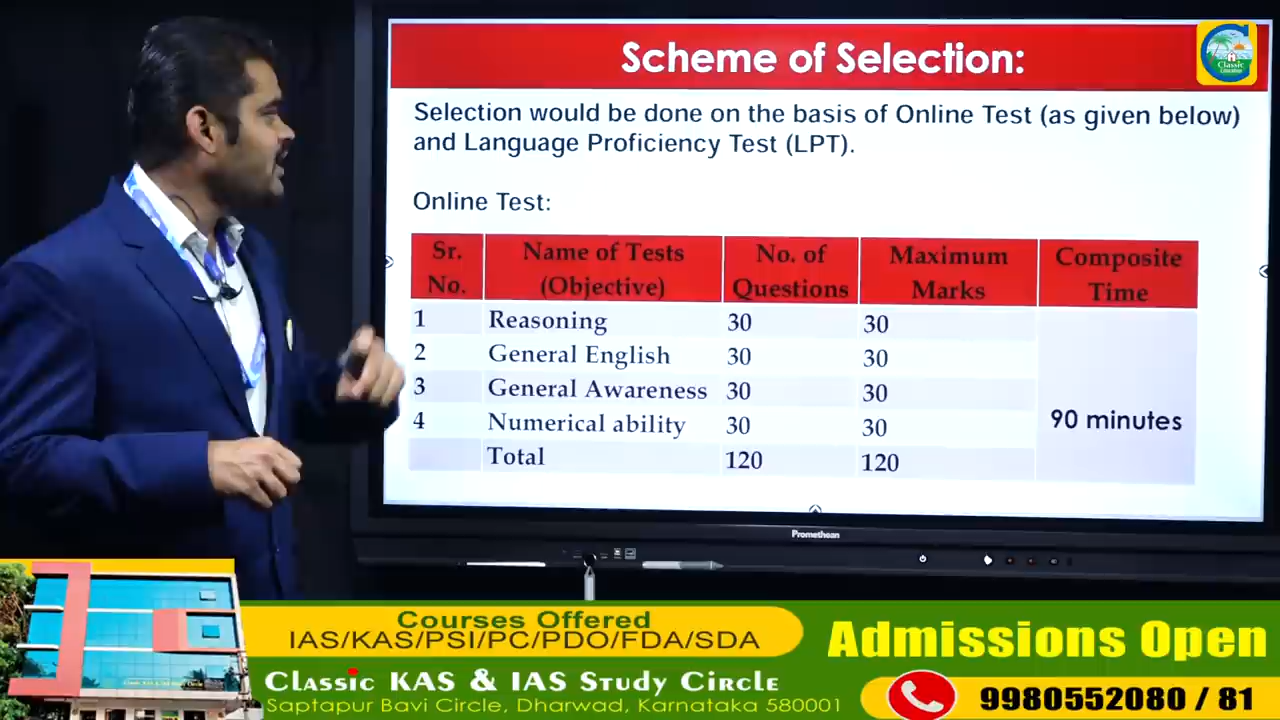 Scheme of Selection:
Classic
Education
Selection would be done on the basis of Online Test (as given below)
and Language Proficiency Test (LPT).
Online Test:
Sr. No. Name of Tests (Objective) No. of Questions Maximum Marks Composite Time
1 Reasoning 30 30
2 General English 30 30
3 General Awareness 30 30
4 Numerical ability 30 30
90 minutes
Total 120 120
Promethean
Courses Offered
IAS/KAS/PSI/PC/PDO/FDA/SDA
Classic KAS & IAS Study Circle
Saptapur Bavi Circle, Dharwad, Karnataka 580001
Admissions Open
9980552080 / 81